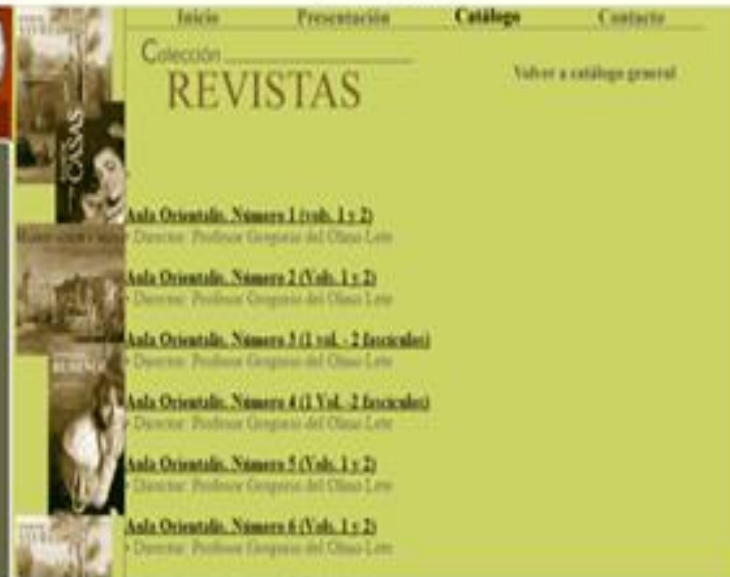 Inicio Presentación Catálogo Contacto
Colección
REVISTAS
Volver a catálogo general
CASAS
Aula Orientalis. Número 1 (vols. 1 y 2)
• Director: Profesor Gregorio del Olmo Lete
Aula Orientalis. Número 2 (Vols. 1 y 2)
• Director: Profesor Gregorio del Olmo Lete
Aula Orientalis. Número 3 (1 vol. - 2 fascículos)
• Director: Profesor Gregorio del Olmo Lete
Aula Orientalis. Número 4 (1 Vol. -2 fascículos)
• Director: Profesor Gregorio del Olmo Lete
Aula Orientalis. Número 5 (Vols. 1 y 2)
• Director: Profesor Gregorio del Olmo Lete
Aula Orientalis. Número 6 (Vols. 1 y 2)
• Director: Profesor Gregorio del Olmo Lete